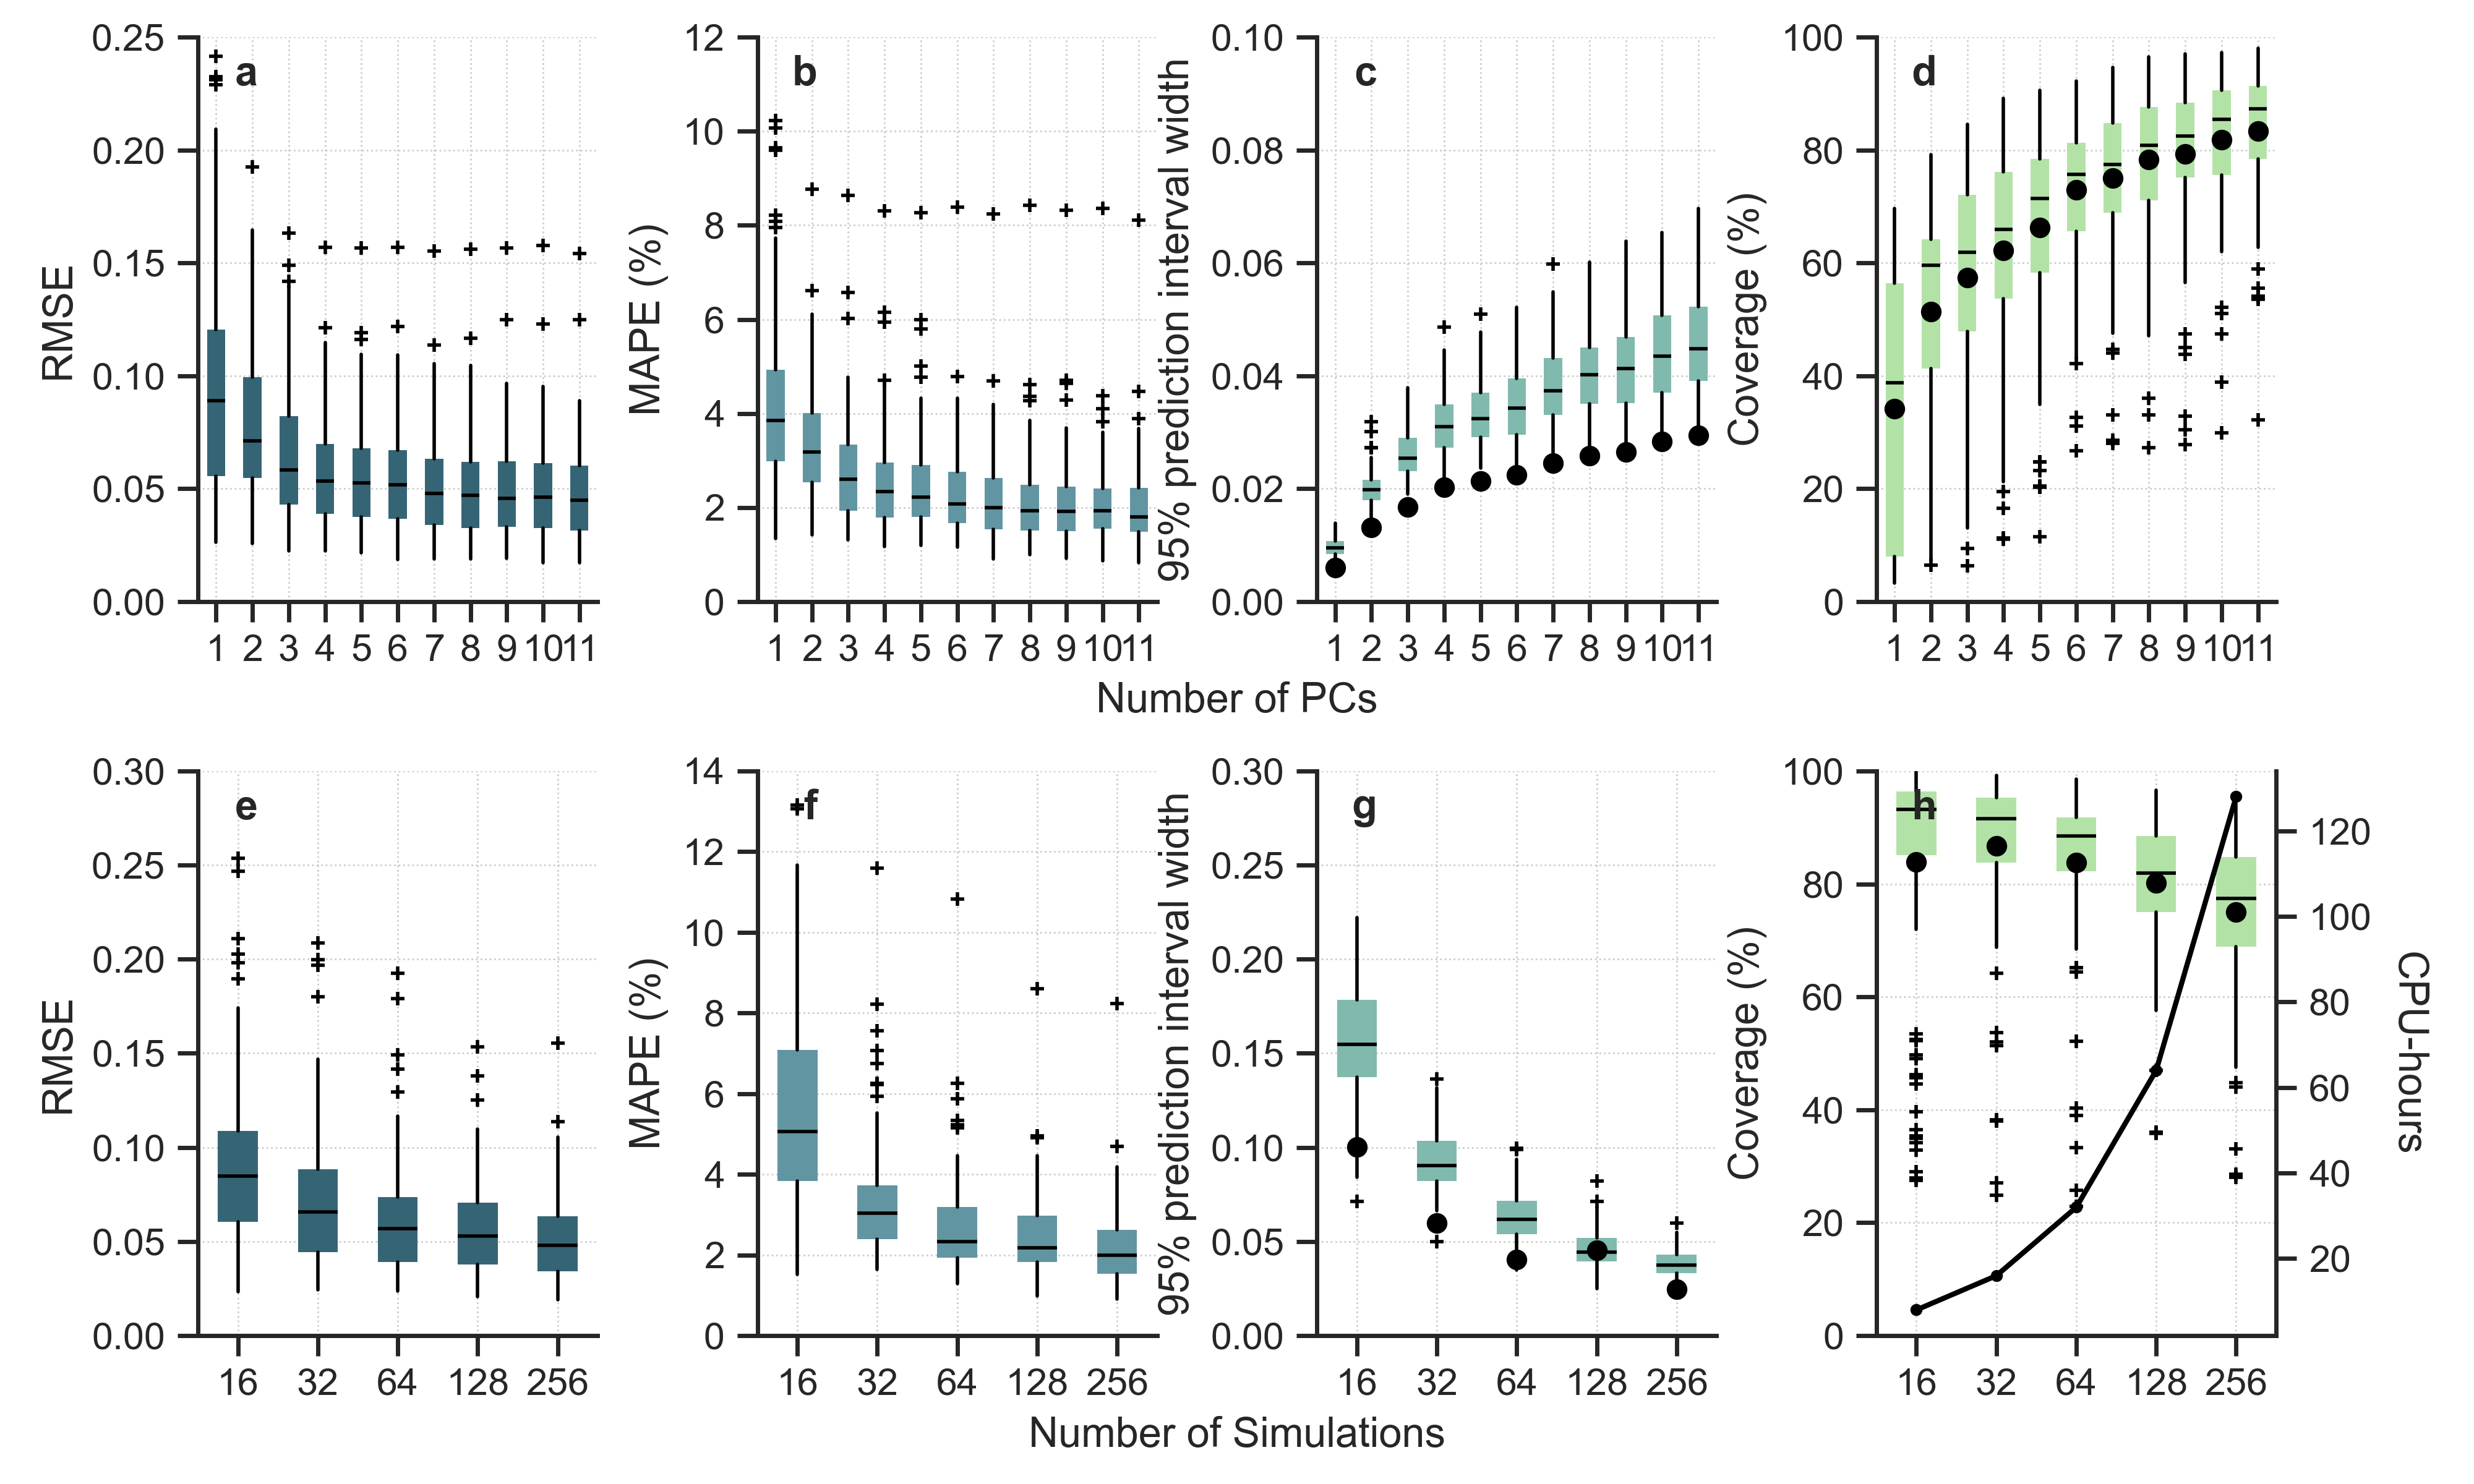 a
RMSE
0.25
0.20
0.15
0.10
0.05
0.00
1 2 3 4 5 6 7 8 9 10 11
b
MAPE (%)
12
10
8
6
4
2
0
1 2 3 4 5 6 7 8 9 10 11
c
95% prediction interval width
0.10
0.08
0.06
0.04
0.02
0.00
1 2 3 4 5 6 7 8 9 10 11
d
Coverage (%)
100
80
60
40
20
0
1 2 3 4 5 6 7 8 9 10 11
Number of PCs
e
RMSE
0.30
0.25
0.20
0.15
0.10
0.05
0.00
16 32 64 128 256
f
MAPE (%)
14
12
10
8
6
4
2
0
16 32 64 128 256
g
95% prediction interval width
0.30
0.25
0.20
0.15
0.10
0.05
0.00
16 32 64 128 256
h
Coverage (%)
100
80
60
40
20
0
16 32 64 128 256
120
100
80
60
40
20
CPU-hours
Number of Simulations